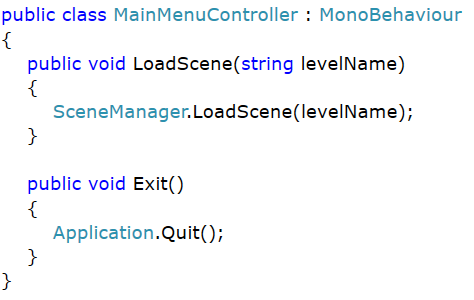 public class MainMenuController : MonoBehaviour
{
    public void LoadScene(string levelName)
    {
        SceneManager.LoadScene(levelName);
    }

    public void Exit()
    {
        Application.Quit();
    }
}